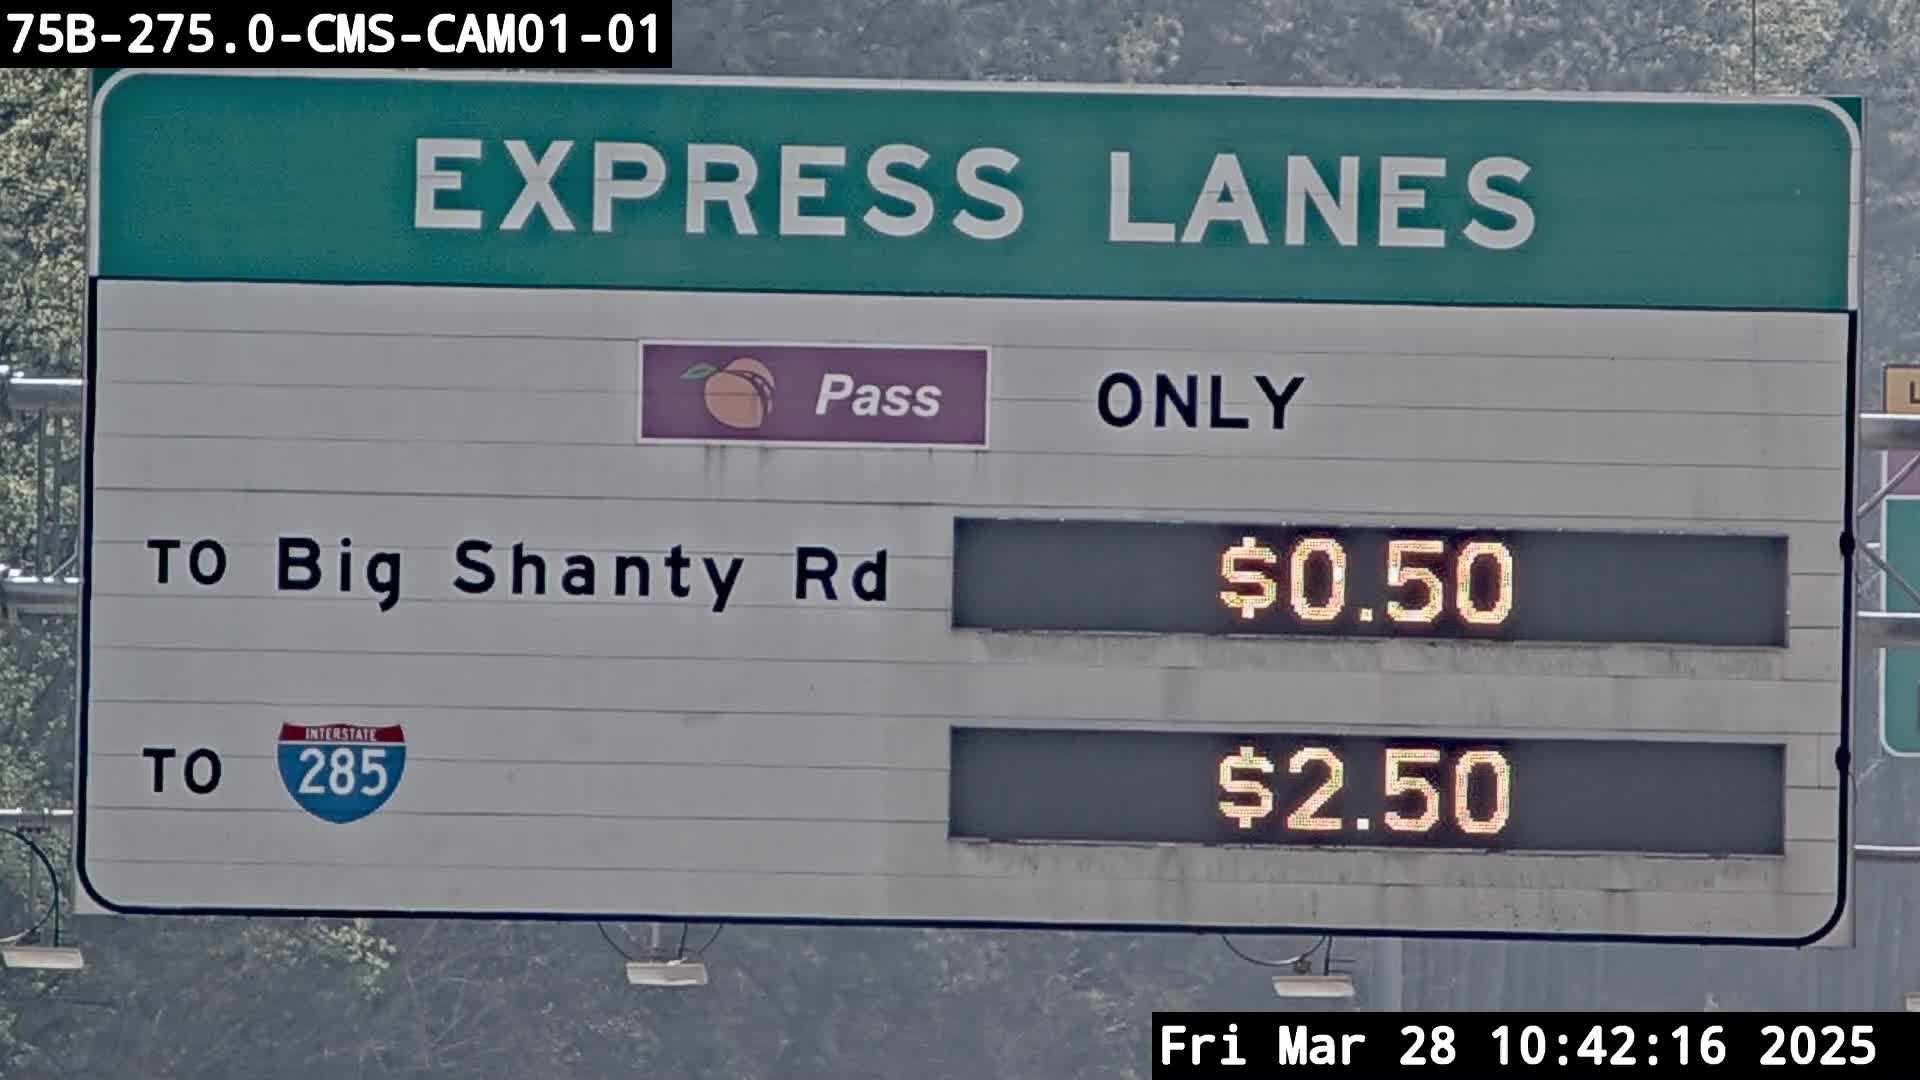 75B-275.0-CMS-CAM01-01
EXPRESS LANES
Pass ONLY
TO Big Shanty Rd $0.50
TO INTERSTATE 285 $2.50
Fri Mar 28 10:42:16 2025